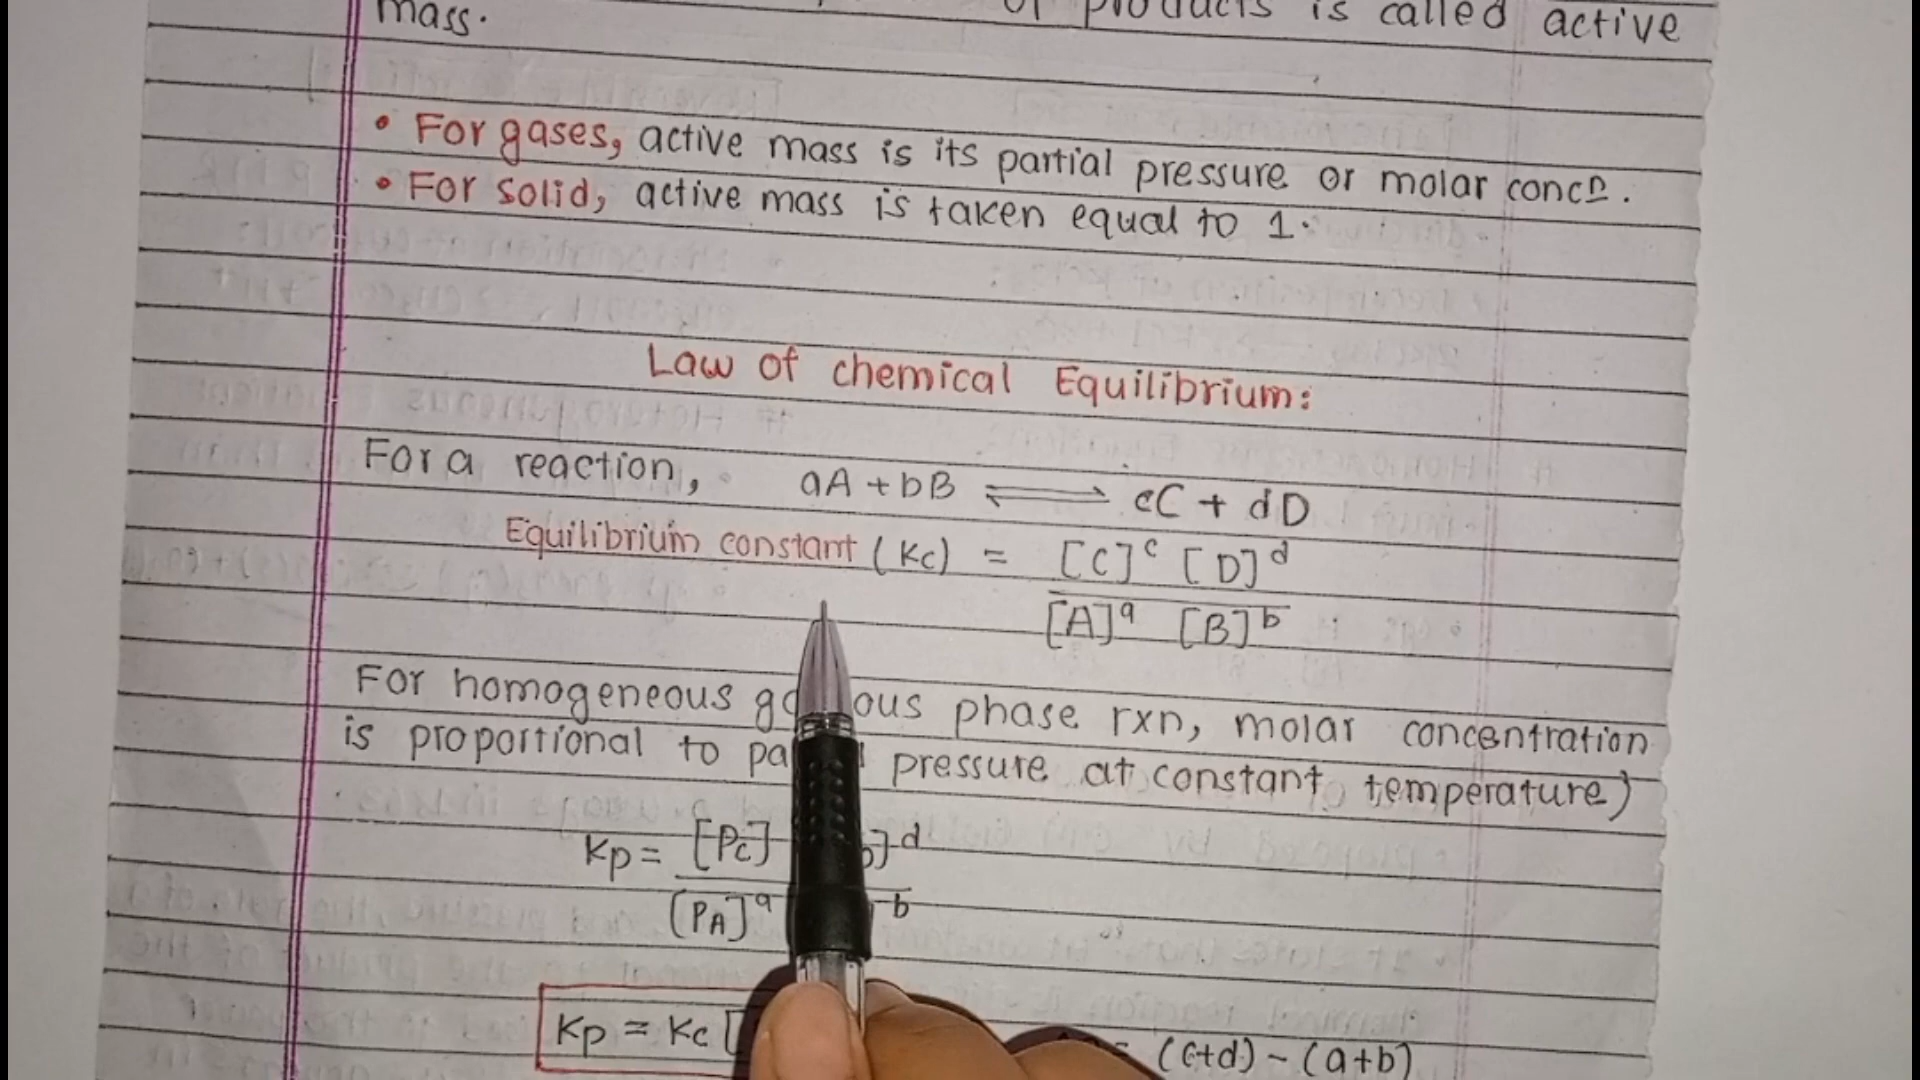 of products is called active
mass.
• For gases, active mass is its partial pressure or molar concn.
• For solid, active mass is taken equal to 1.
Law of chemical Equilibrium:
For a reaction, aA + bB ⇌ cC + dD
Equilibrium constant (Kc) = [C]^c [D]^d
[A]^a [B]^b
For homogeneous phase rxn, molar concentration
is proportional to pressure at constant temperature)
Kp = [Pc] ]^d
[PA]^a b
Kp = Kc [ = (c+d) - (a+b)